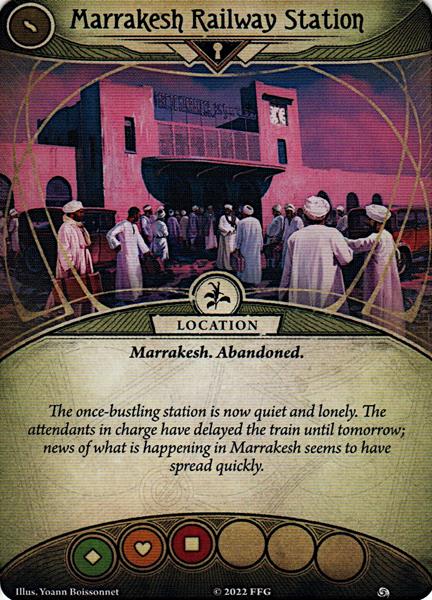 Marrakesh Railway Station
LOCATION
Marrakesh. Abandoned.
The once-bustling station is now quiet and lonely. The
attendants in charge have delayed the train until tomorrow;
news of what is happening in Marrakesh seems to have
spread quickly.
Illus. Yoann Boissonnet
© 2022 FFG